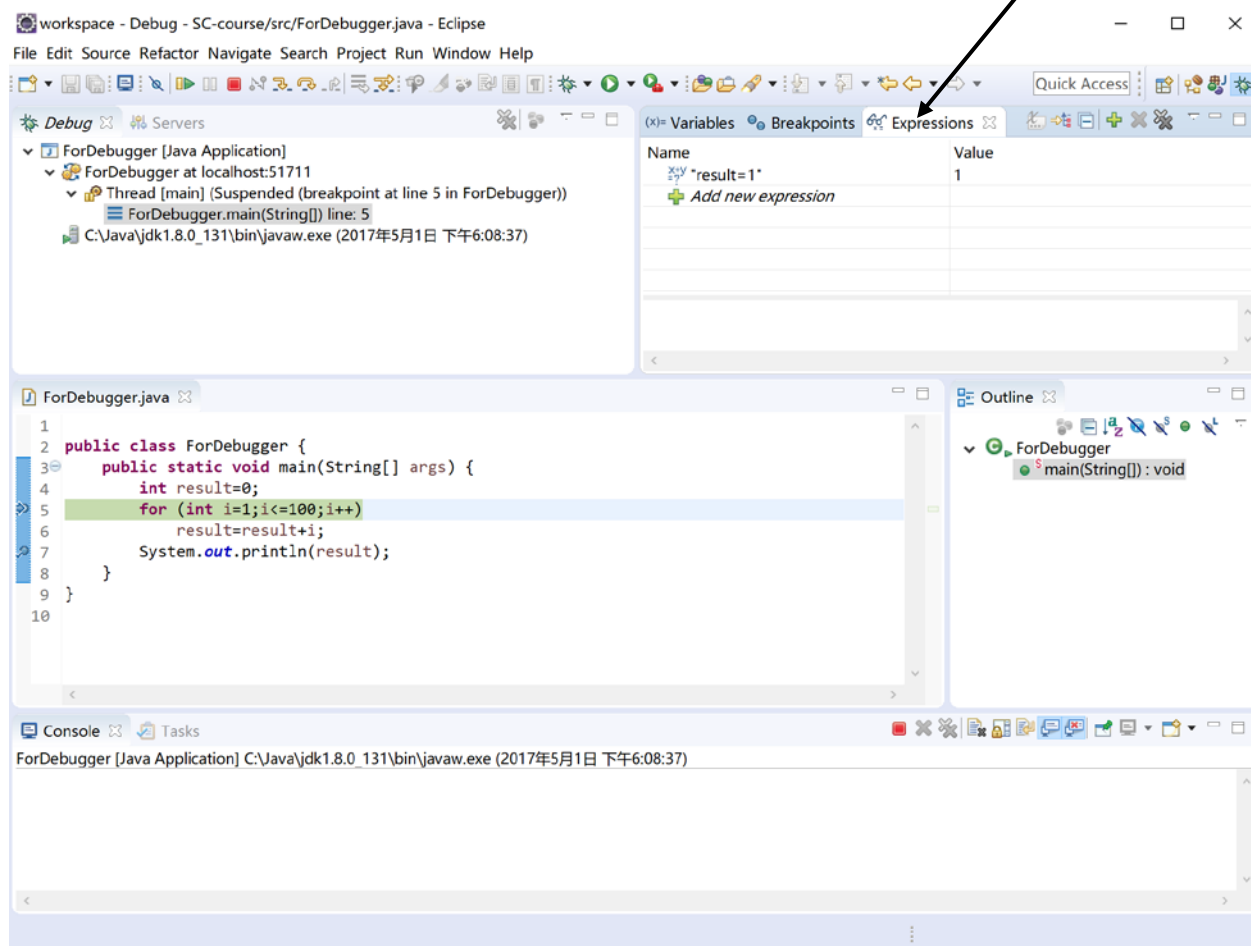 workspace - Debug - SC-course/src/ForDebugger.java - Eclipse
File Edit Source Refactor Navigate Search Project Run Window Help
Quick Access
Debug Servers
(x)= Variables Breakpoints Expressions
ForDebugger [Java Application]
ForDebugger at localhost:51711
Thread [main] (Suspended (breakpoint at line 5 in ForDebugger))
ForDebugger.main(String[]) line: 5
C:\Java\jdk1.8.0_131\bin\javaw.exe (2017年5月1日 下午6:08:37)
Name Value
"result=1" 1
Add new expression
ForDebugger.java
1
2 public class ForDebugger {
3 public static void main(String[] args) {
4 int result=0;
5 for (int i=1;i<=100;i++)
6 result=result+i;
7 System.out.println(result);
8 }
9 }
10
Outline
ForDebugger
S main(String[]) : void
Console Tasks
ForDebugger [Java Application] C:\Java\jdk1.8.0_131\bin\javaw.exe (2017年5月1日 下午6:08:37)